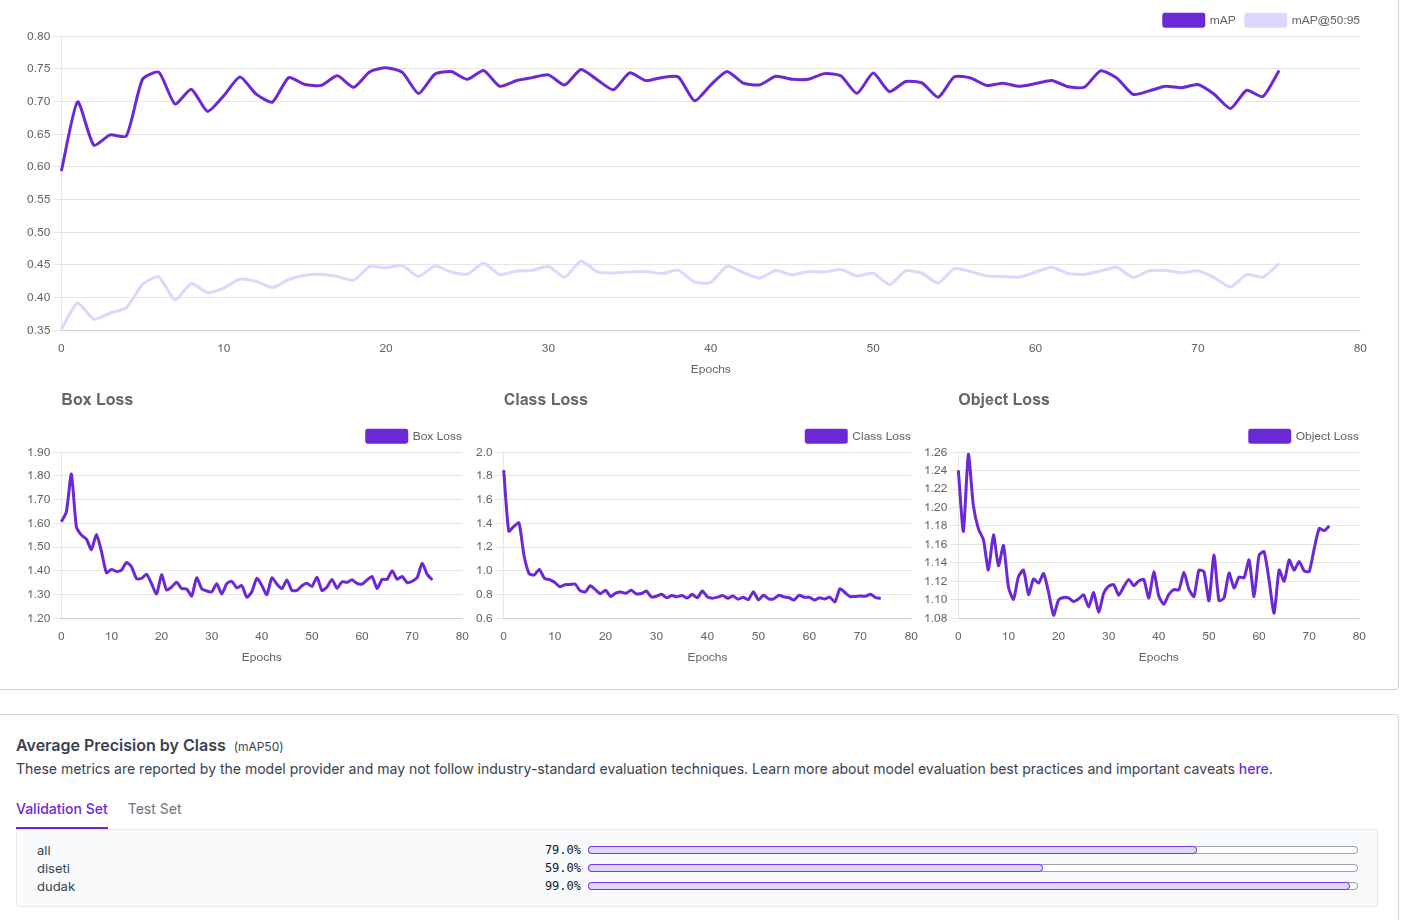 mAP mAP@50:95
0.80
0.75
0.70
0.65
0.60
0.55
0.50
0.45
0.40
0.35
0 10 20 30 40 50 60 70 80
Epochs
Box Loss
Box Loss
1.90
1.80
1.70
1.60
1.50
1.40
1.30
1.20
0 10 20 30 40 50 60 70 80
Epochs
Class Loss
Class Loss
2.0
1.8
1.6
1.4
1.2
1.0
0.8
0.6
0 10 20 30 40 50 60 70 80
Epochs
Object Loss
Object Loss
1.26
1.24
1.22
1.20
1.18
1.16
1.14
1.12
1.10
1.08
0 10 20 30 40 50 60 70 80
Epochs
Average Precision by Class (mAP50)
These metrics are reported by the model provider and may not follow industry-standard evaluation techniques. Learn more about model evaluation best practices and important caveats here.
Validation Set Test Set
all 79.0%
diseti 59.0%
dudak 99.0%